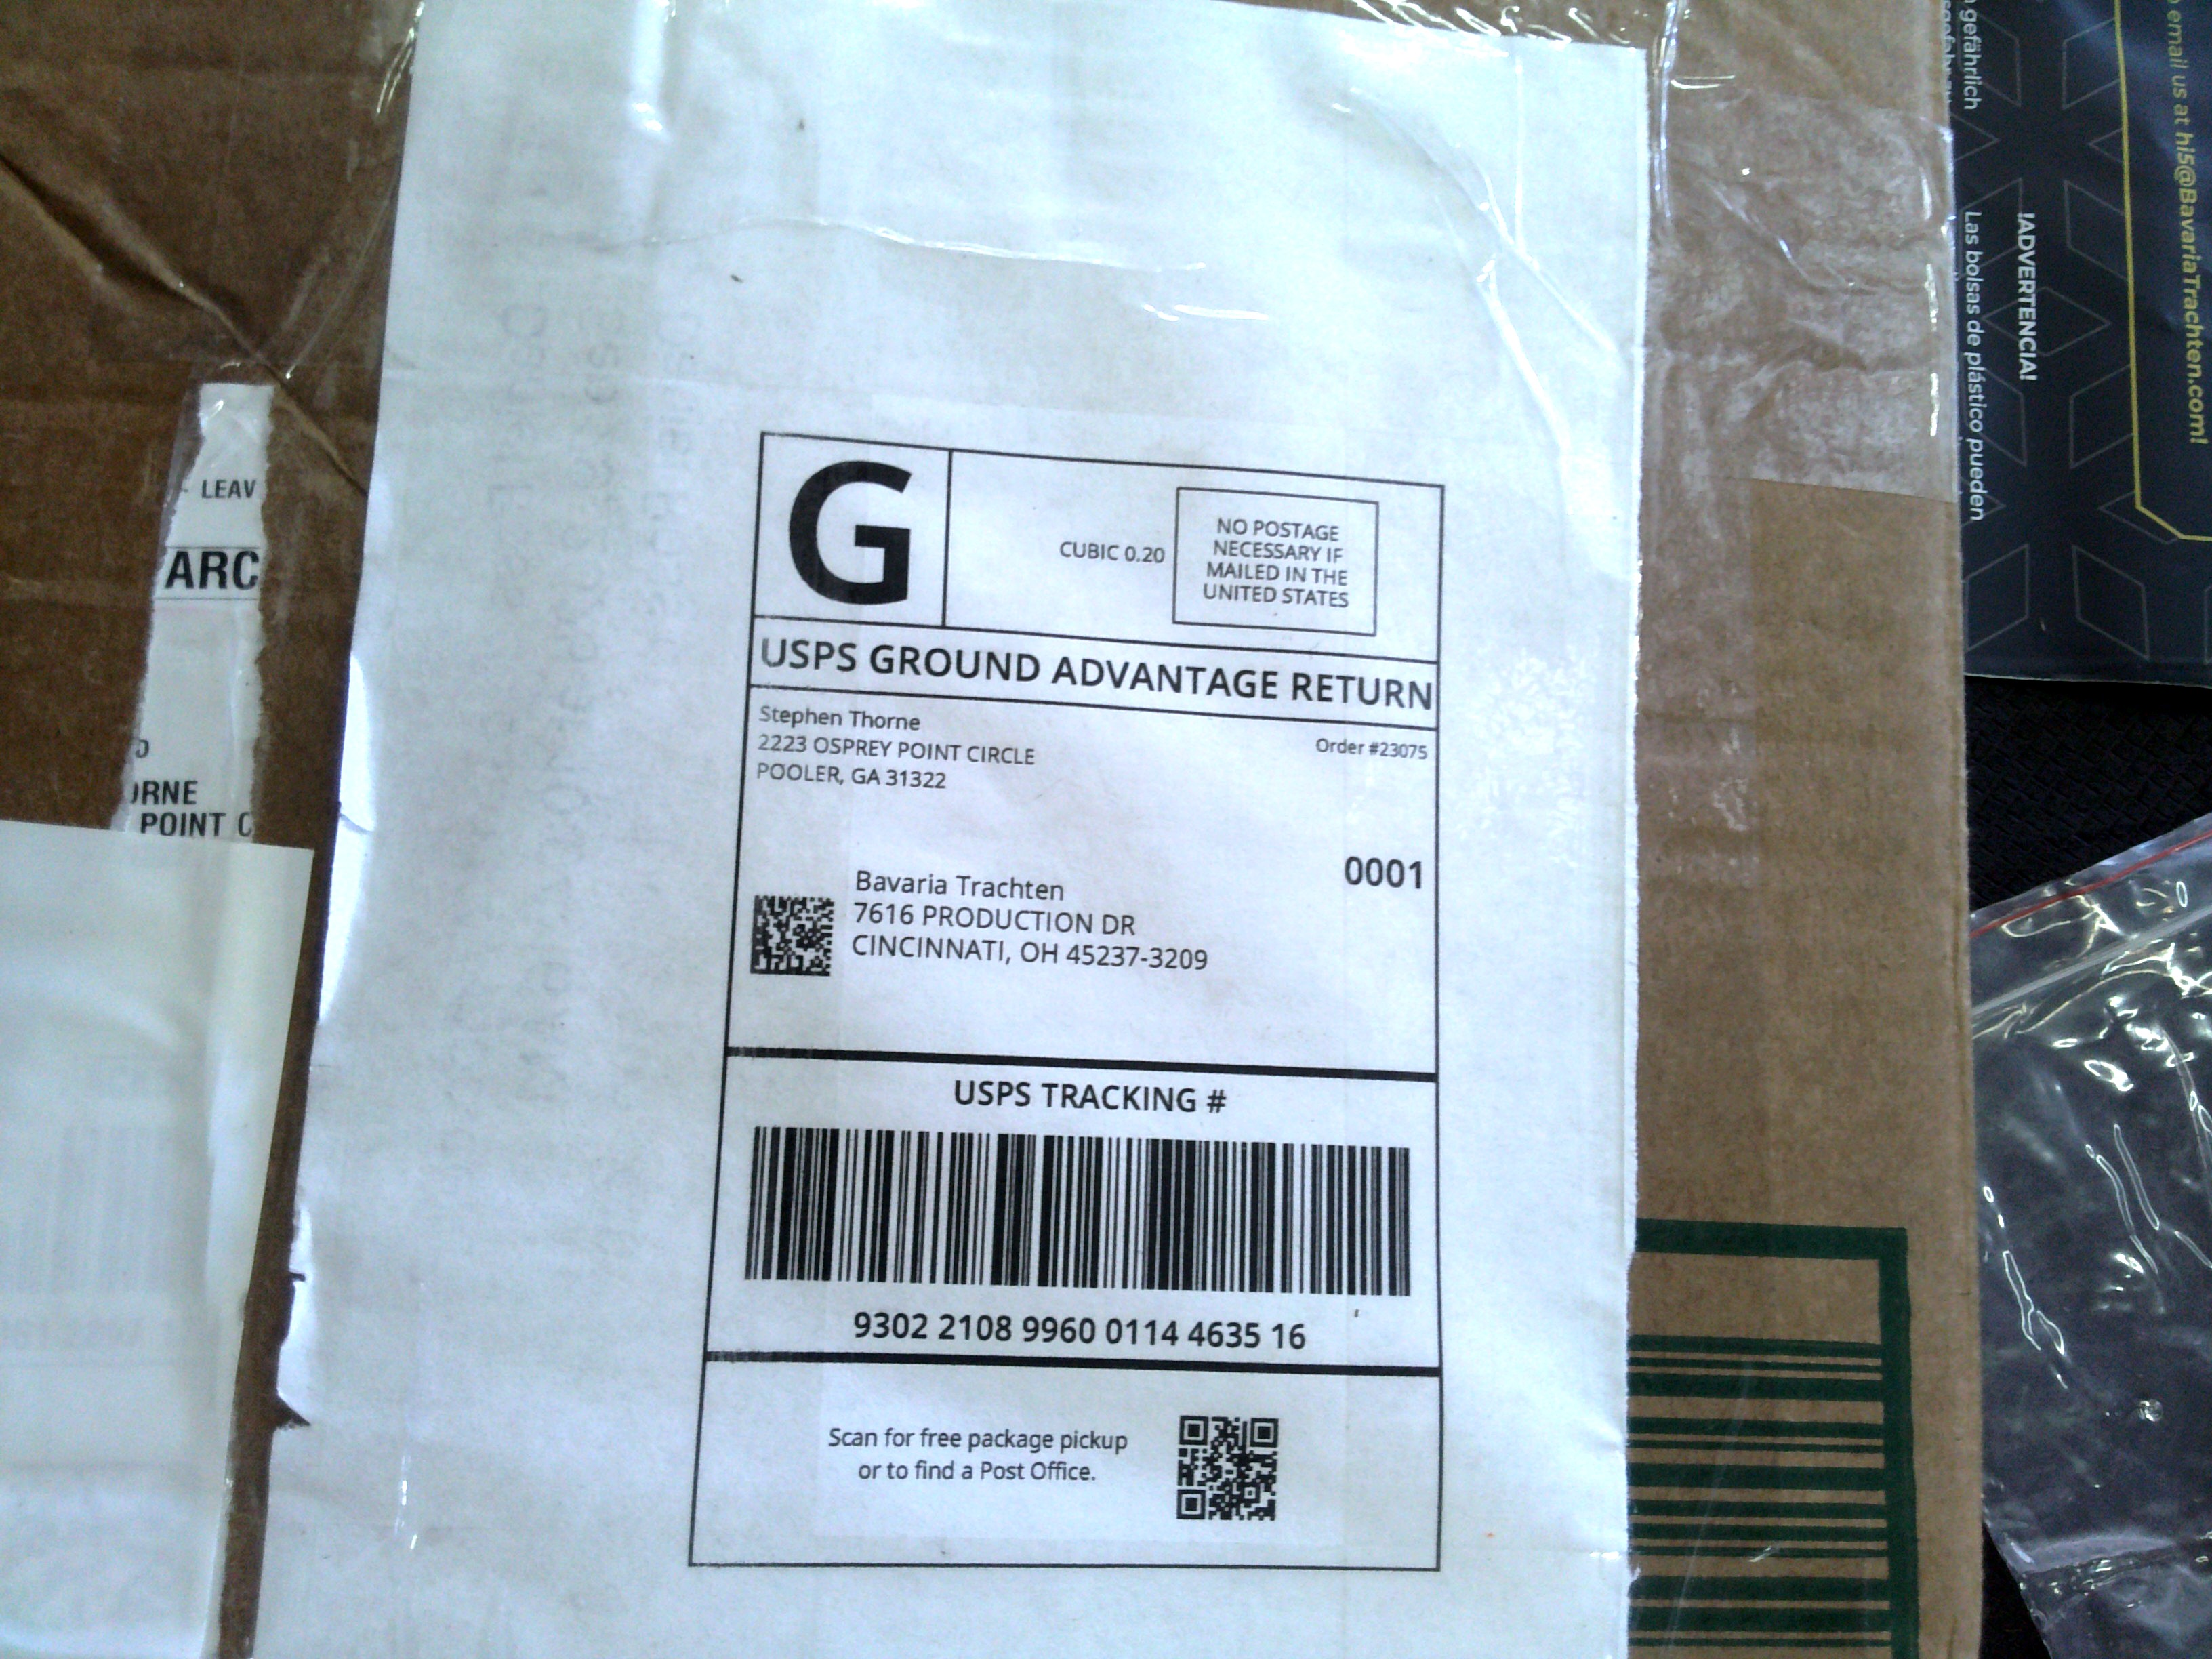 LEAV
ARC
ORNE
POINT C
G
CUBIC 0.20
NO POSTAGE
NECESSARY IF
MAILED IN THE
UNITED STATES
USPS GROUND ADVANTAGE RETURN
Stephen Thorne
2223 OSPREY POINT CIRCLE
POOLER, GA 31322
Order #23075
0001
Bavaria Trachten
7616 PRODUCTION DR
CINCINNATI, OH 45237-3209
USPS TRACKING #
9302 2108 9960 0114 4635 16
Scan for free package pickup
or to find a Post Office.
email us at hi5@BavariaTrachten.com!
¡ADVERTENCIA!
Las bolsas de plástico pueden
gefährlich